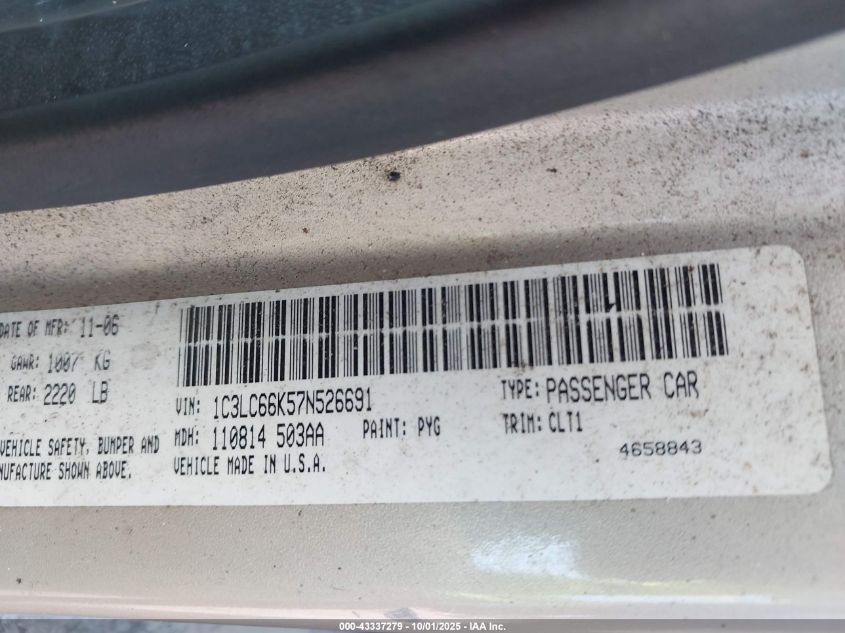 DATE OF MFR: 11-06
GAWR: 1007 KG
REAR: 2220 LB
VIN: 1C3LC66K57N526691
TYPE: PASSENGER CAR
MDH: 110814 503AA
PAINT: PYG
TRIM: CLT1
4658843
VEHICLE SAFETY, BUMPER AND
NUFACTURE SHOWN ABOVE.
VEHICLE MADE IN U.S.A.
000-43337279 - 10/01/2025 - IAA Inc.